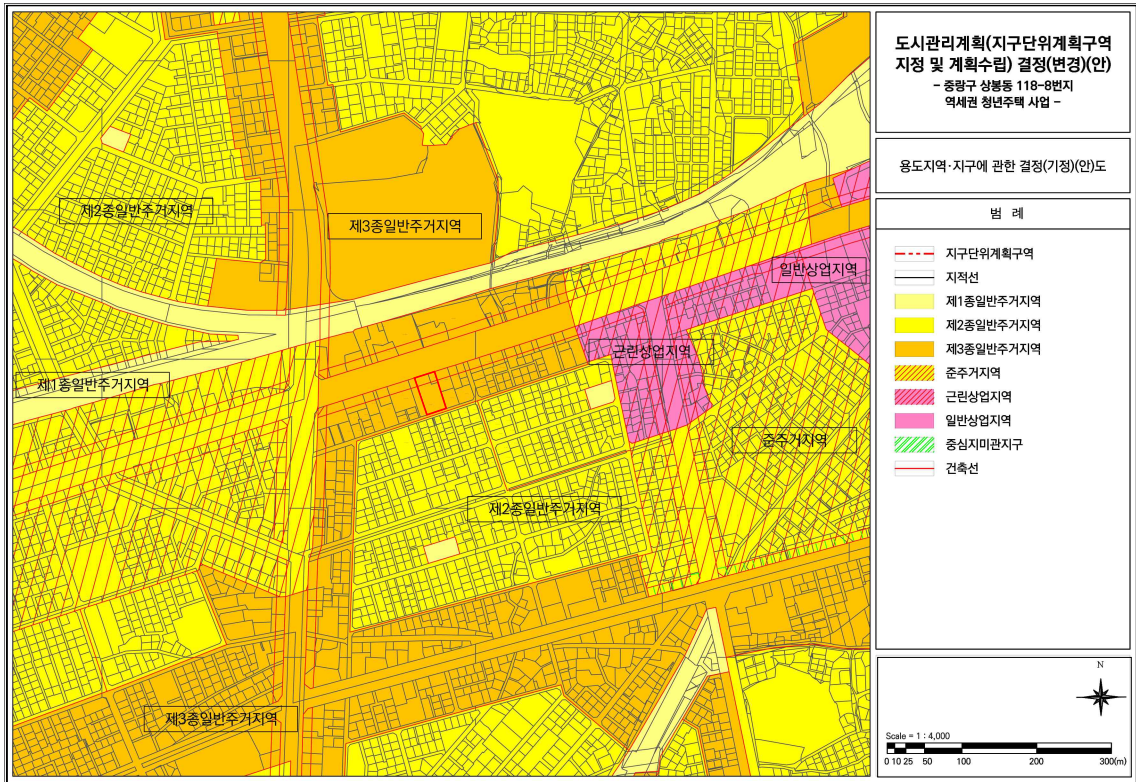 도시관리계획(지구단위계획구역
지정 및 계획수립) 결정(변경)(안)
- 중랑구 상봉동 118-8번지
역세권 청년주택 사업 -
용도지역·지구에 관한 결정(기정)(안)도
범 례
지구단위계획구역
지적선
제1종일반주거지역
제2종일반주거지역
제3종일반주거지역
준주거지역
근린상업지역
일반상업지역
중심지미관지구
건축선
제2종일반주거지역
제3종일반주거지역
일반상업지역
근린상업지역
제1종일반주거지역
준주거지역
제2종일반주거지역
제3종일반주거지역
N
Scale = 1 : 4,000
0 10 25 50 100 200 300(m)